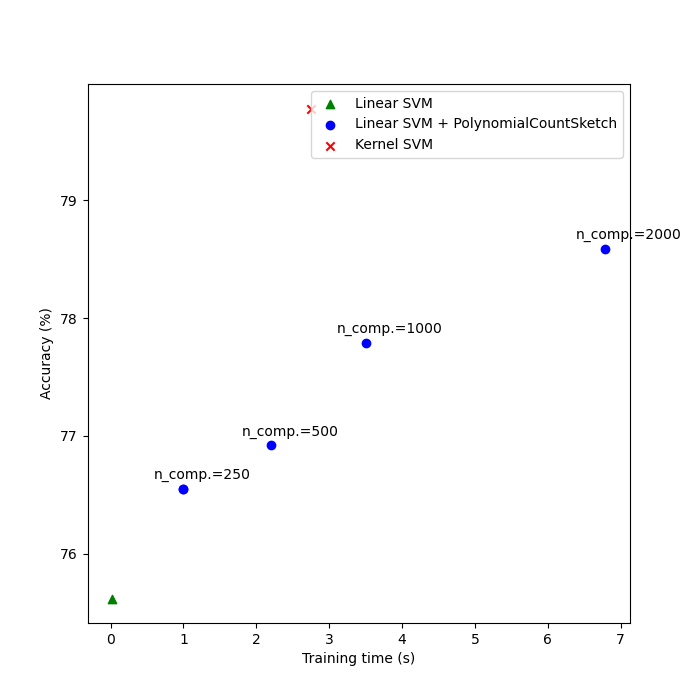 Linear SVM
Linear SVM + PolynomialCountSketch
Kernel SVM
79
n_comp.=2000
78
n_comp.=1000
Accuracy (%)
77
n_comp.=500
n_comp.=250
76
0 1 2 3 4 5 6 7
Training time (s)